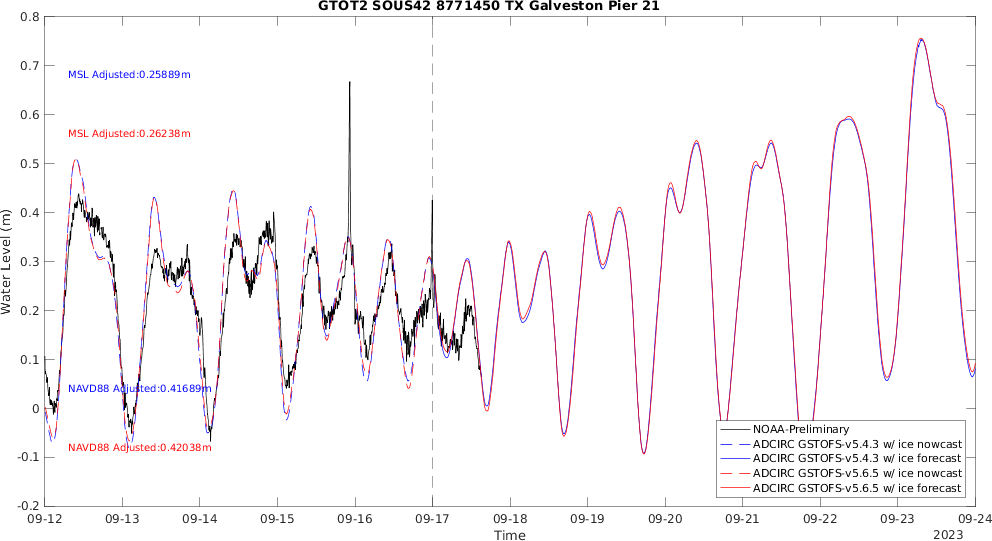 GTOT2 SOUS42 8771450 TX Galveston Pier 21
0.8
0.7
0.6
0.5
0.4
0.3
0.2
0.1
0
-0.1
-0.2
Water Level (m)
MSL Adjusted:0.25889m
MSL Adjusted:0.26238m
NAVD88 Adjusted:0.41689m
NAVD88 Adjusted:0.42038m
NOAA-Preliminary
ADCIRC GSTOFS-v5.4.3 w/ ice nowcast
ADCIRC GSTOFS-v5.4.3 w/ ice forecast
ADCIRC GSTOFS-v5.6.5 w/ ice nowcast
ADCIRC GSTOFS-v5.6.5 w/ ice forecast
09-12 09-13 09-14 09-15 09-16 09-17 09-18 09-19 09-20 09-21 09-22 09-23 09-24
Time
2023